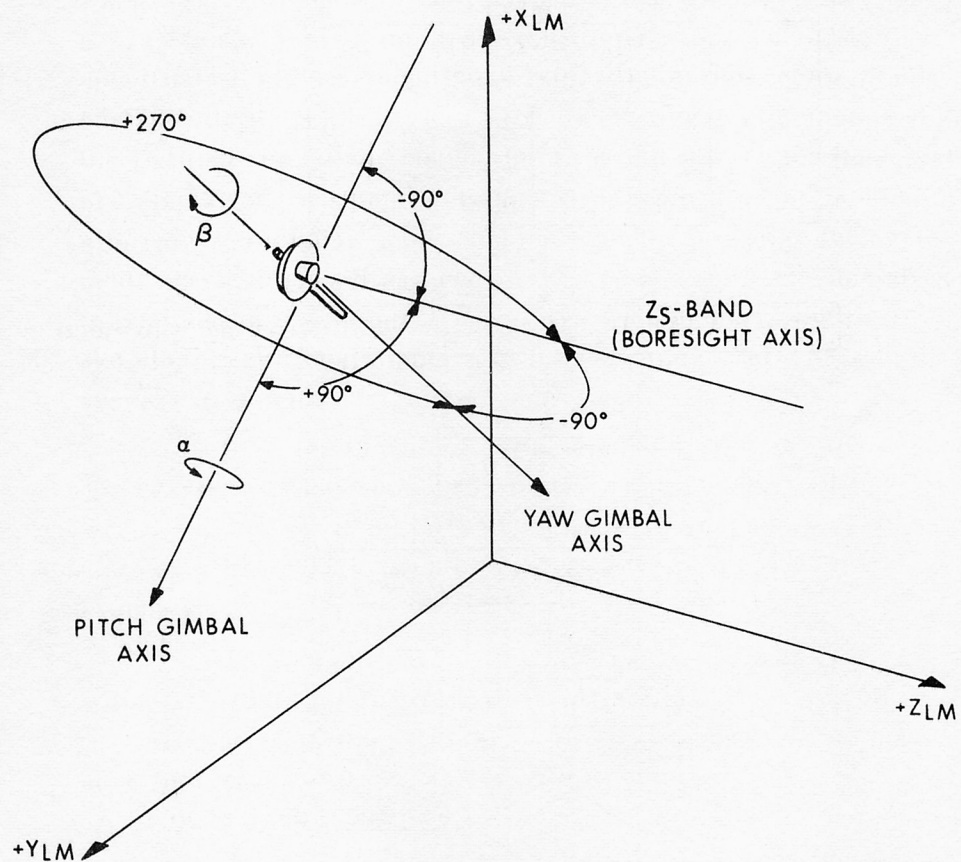 +XLM
+270°
-90°
β
ZS-BAND
(BORESIGHT AXIS)
+90°
-90°
α
YAW GIMBAL
AXIS
PITCH GIMBAL
AXIS
+ZLM
+YLM